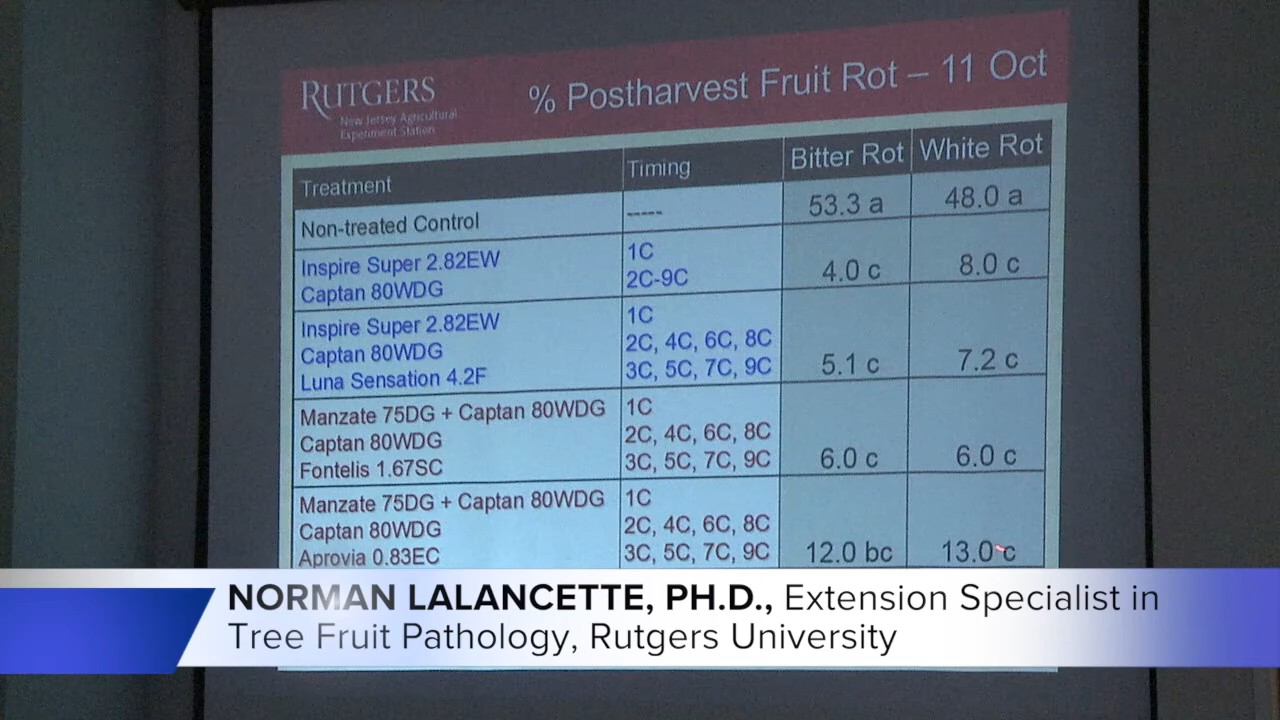 RUTGERS
New Jersey Agricultural
Experiment Station
% Postharvest Fruit Rot – 11 Oct
Treatment Timing Bitter Rot White Rot
Non-treated Control ----- 53.3 a 48.0 a
Inspire Super 2.82EW 1C
Captan 80WDG 2C-9C 4.0 c 8.0 c
Inspire Super 2.82EW 1C
Captan 80WDG 2C, 4C, 6C, 8C
Luna Sensation 4.2F 3C, 5C, 7C, 9C 5.1 c 7.2 c
Manzate 75DG + Captan 80WDG 1C
Captan 80WDG 2C, 4C, 6C, 8C
Fontelis 1.67SC 3C, 5C, 7C, 9C 6.0 c 6.0 c
Manzate 75DG + Captan 80WDG 1C
Captan 80WDG 2C, 4C, 6C, 8C
Aprovia 0.83EC 3C, 5C, 7C, 9C 12.0 bc 13.0 c
NORMAN LALANCETTE, PH.D., Extension Specialist in
Tree Fruit Pathology, Rutgers University